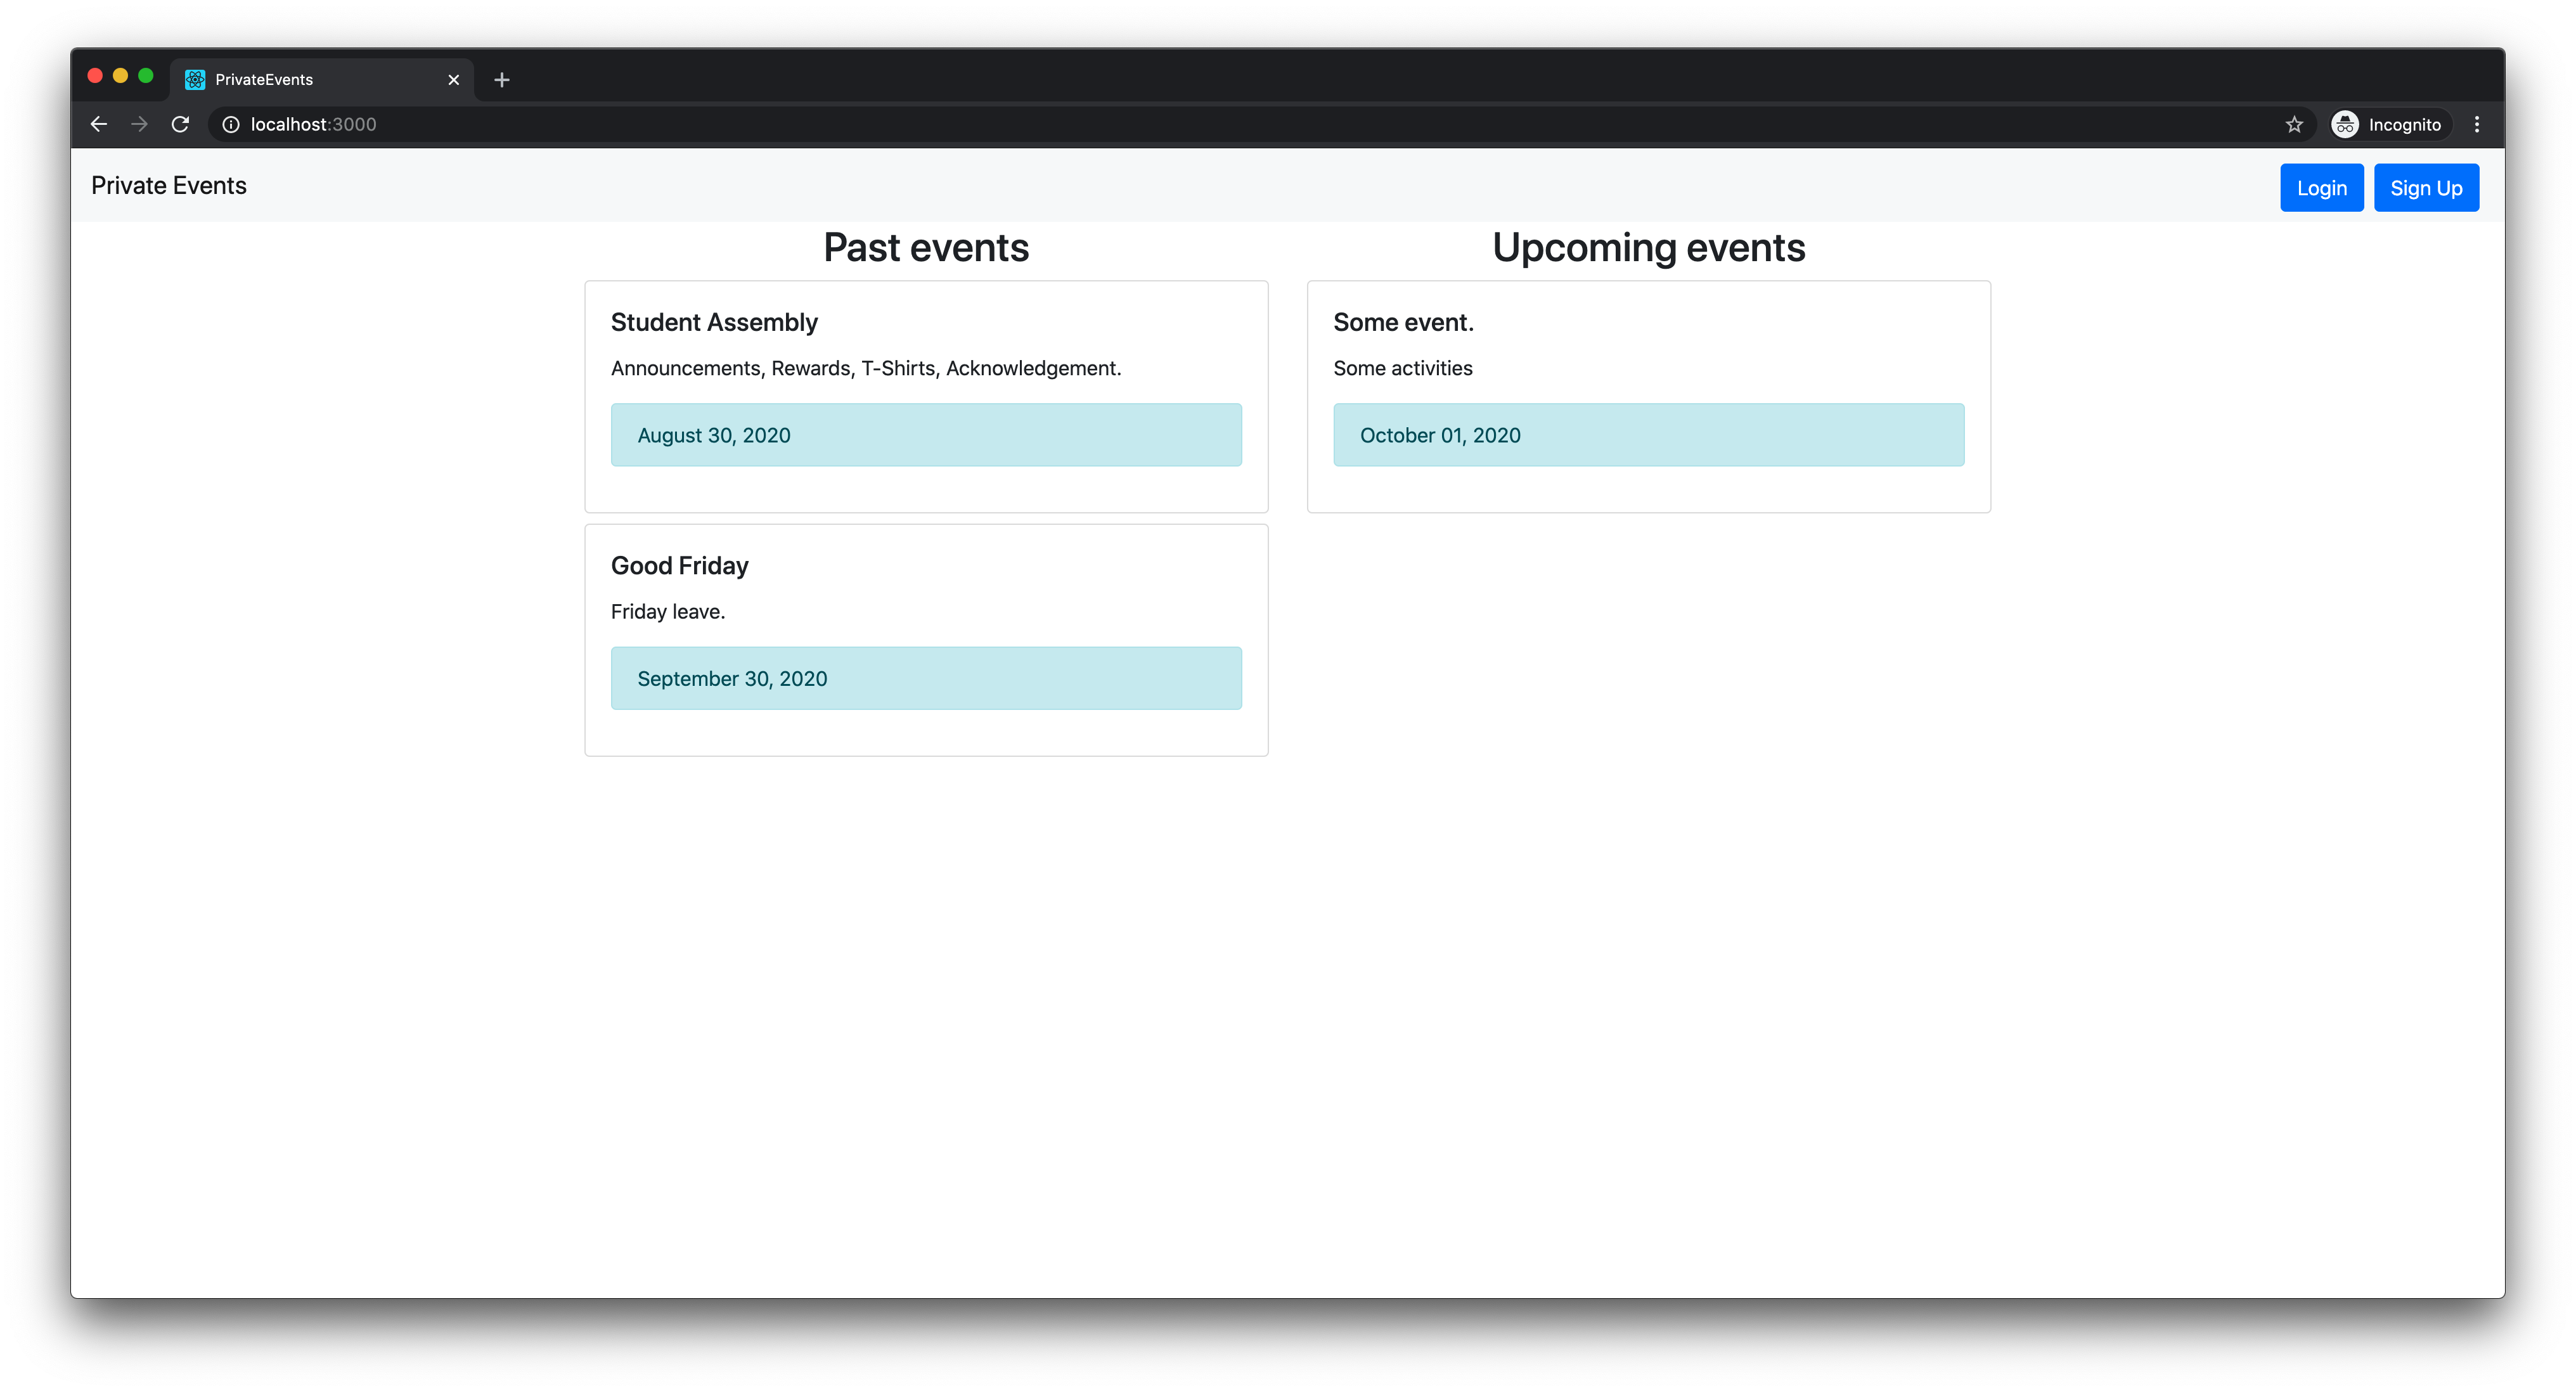 PrivateEvents
localhost:3000
Incognito
Private Events
Login
Sign Up
Past events
Student Assembly
Announcements, Rewards, T-Shirts, Acknowledgement.
August 30, 2020
Good Friday
Friday leave.
September 30, 2020
Upcoming events
Some event.
Some activities
October 01, 2020